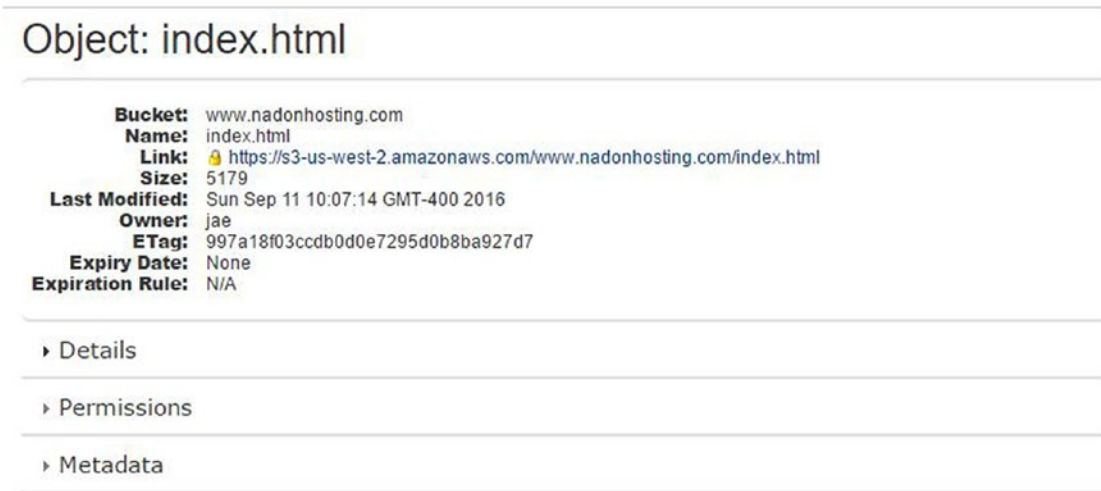 Object: index.html
Bucket: www.nadonhosting.com
Name: index.html
Link: https://s3-us-west-2.amazonaws.com/www.nadonhosting.com/index.html
Size: 5179
Last Modified: Sun Sep 11 10:07:14 GMT-400 2016
Owner: jae
ETag: 997a18f03ccdb0d0e7295d0b8ba927d7
Expiry Date: None
Expiration Rule: N/A
Details
Permissions
Metadata